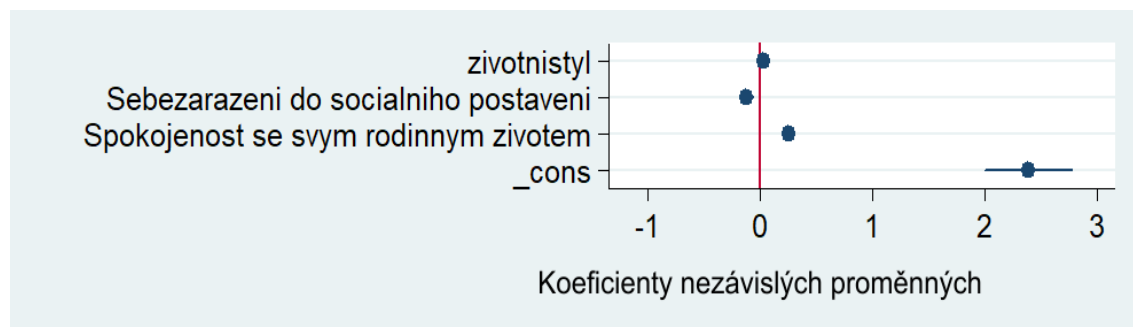 zivotnistyl
Sebezarazeni do socialniho postaveni
Spokojenost se svym rodinnym zivotem
_cons
-1 0 1 2 3
Koeficienty nezávislých proměnných